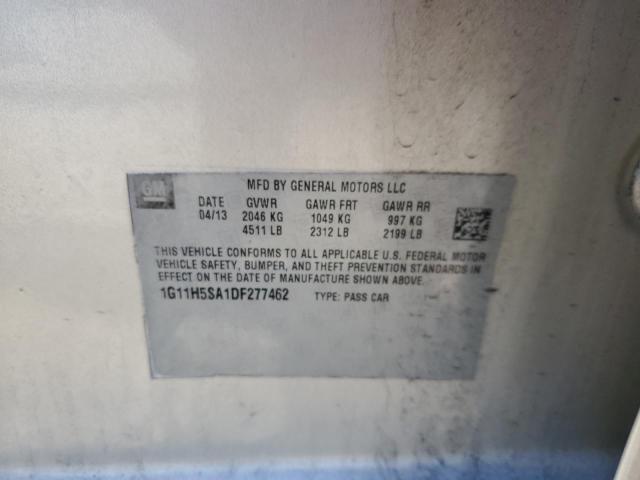 GM
MFD BY GENERAL MOTORS LLC
DATE GVWR GAWR FRT GAWR RR
04/13 2046 KG 1049 KG 997 KG
4511 LB 2312 LB 2199 LB
THIS VEHICLE CONFORMS TO ALL APPLICABLE U.S. FEDERAL MOTOR
VEHICLE SAFETY, BUMPER, AND THEFT PREVENTION STANDARDS IN
EFFECT ON THE DATE OF MANUFACTURE SHOWN ABOVE.
1G11H5SA1DF277462 TYPE: PASS CAR